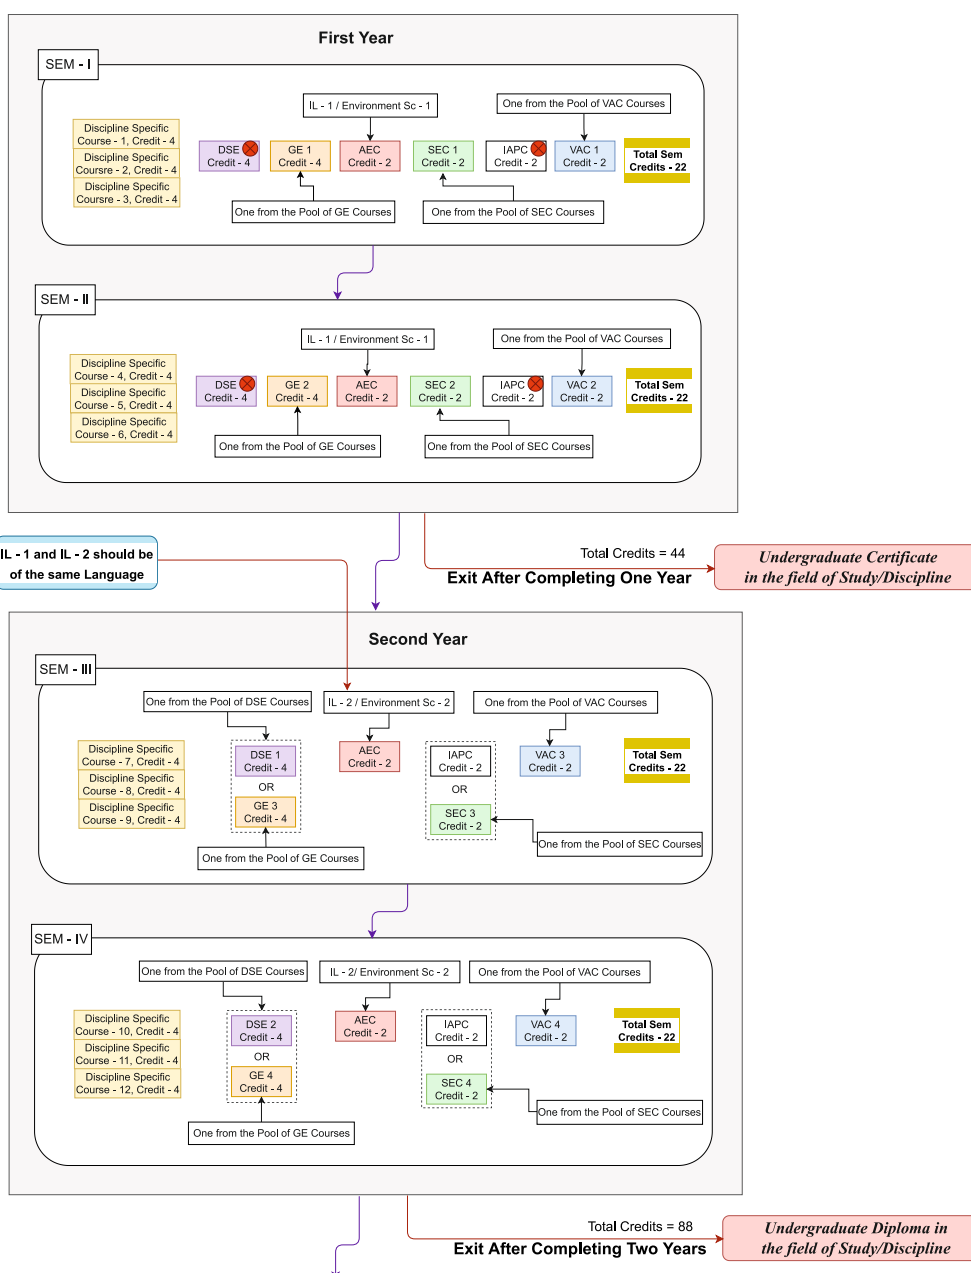 First Year
SEM - I
IL - 1 / Environment Sc - 1
One from the Pool of VAC Courses
Discipline Specific
Course - 1, Credit - 4
Discipline Specific
Coursre - 2, Credit - 4
Discipline Specific
Coursre - 3, Credit - 4
DSE
Credit - 4
GE 1
Credit - 4
AEC
Credit - 2
SEC 1
Credit - 2
IAPC
Credit - 2
VAC 1
Credit - 2
Total Sem
Credits - 22
One from the Pool of GE Courses
One from the Pool of SEC Courses
SEM - II
IL - 1 / Environment Sc - 1
One from the Pool of VAC Courses
Discipline Specific
Course - 4, Credit - 4
Discipline Specific
Course - 5, Credit - 4
Discipline Specific
Course - 6, Credit - 4
DSE
Credit - 4
GE 2
Credit - 4
AEC
Credit - 2
SEC 2
Credit - 2
IAPC
Credit - 2
VAC 2
Credit - 2
Total Sem
Credits - 22
One from the Pool of GE Courses
One from the Pool of SEC Courses
IL - 1 and IL - 2 should be
of the same Language
Total Credits = 44
Exit After Completing One Year
Undergraduate Certificate
in the field of Study/Discipline
Second Year
SEM - III
One from the Pool of DSE Courses
IL - 2 / Environment Sc - 2
One from the Pool of VAC Courses
Discipline Specific
Course - 7, Credit - 4
Discipline Specific
Course - 8, Credit - 4
Discipline Specific
Course - 9, Credit - 4
DSE 1
Credit - 4
OR
GE 3
Credit - 4
AEC
Credit - 2
IAPC
Credit - 2
OR
SEC 3
Credit - 2
VAC 3
Credit - 2
Total Sem
Credits - 22
One from the Pool of GE Courses
One from the Pool of SEC Courses
SEM - IV
One from the Pool of DSE Courses
IL - 2/ Environment Sc - 2
One from the Pool of VAC Courses
Discipline Specific
Course - 10, Credit - 4
Discipline Specific
Course - 11, Credit - 4
Discipline Specific
Course - 12, Credit - 4
DSE 2
Credit - 4
OR
GE 4
Credit - 4
AEC
Credit - 2
IAPC
Credit - 2
OR
SEC 4
Credit - 2
VAC 4
Credit - 2
Total Sem
Credits - 22
One from the Pool of GE Courses
One from the Pool of SEC Courses
Total Credits = 88
Exit After Completing Two Years
Undergraduate Diploma in
the field of Study/Discipline